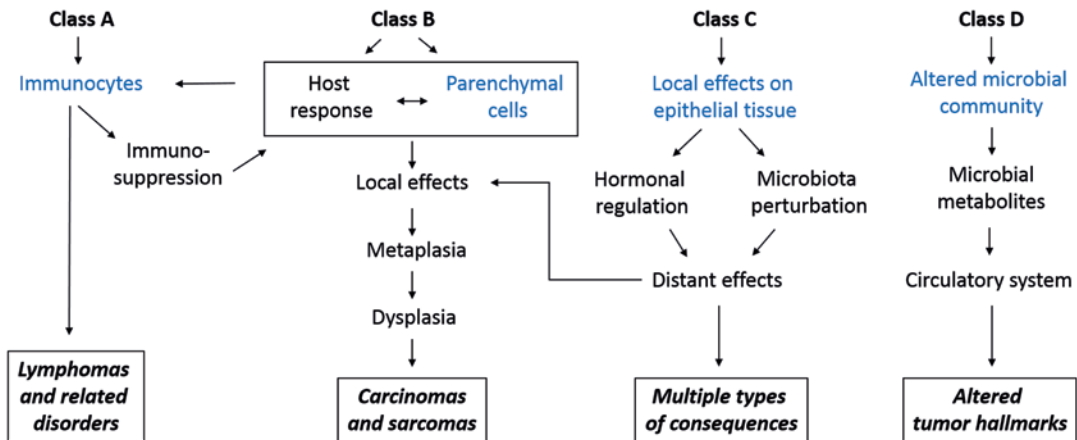 Class A
Class B
Class C
Class D
Immunocytes
Host
response
Parenchymal
cells
Local effects on
epithelial tissue
Altered microbial
community
Immuno-
suppression
Local effects
Hormonal
regulation
Microbiota
perturbation
Microbial
metabolites
Metaplasia
Distant effects
Circulatory system
Dysplasia
Lymphomas
and related
disorders
Carcinomas
and sarcomas
Multiple types
of consequences
Altered
tumor hallmarks